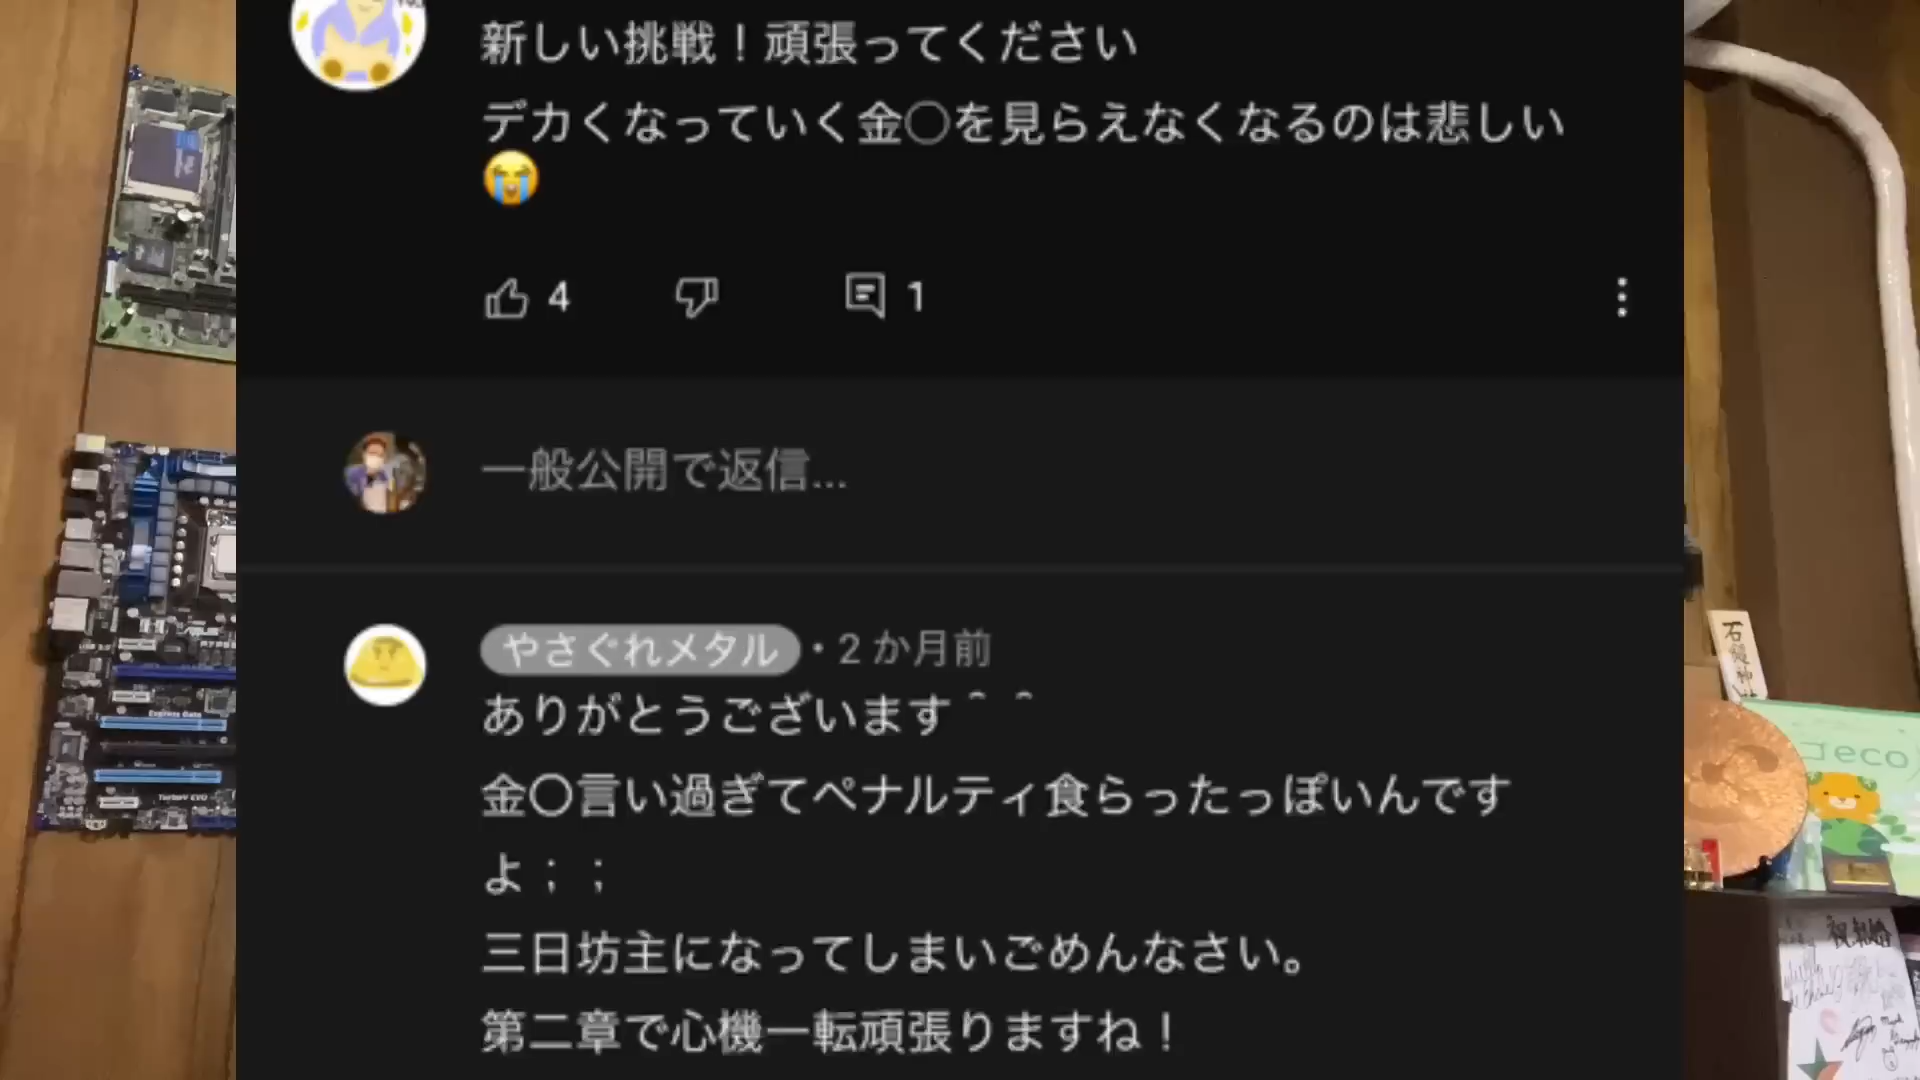 新しい挑戦！頑張ってください
デカくなっていく金〇を見らえなくなるのは悲しい
😭
4
1
一般公開で返信...
やさぐれメタル・2 か月前
ありがとうございます＾＾
金〇言い過ぎてペナルティ食らったっぽいんです
よ；；
三日坊主になってしまいごめんなさい。
第二章で心機一転頑張りますね！
Express Gate
TurboV EVO
eco